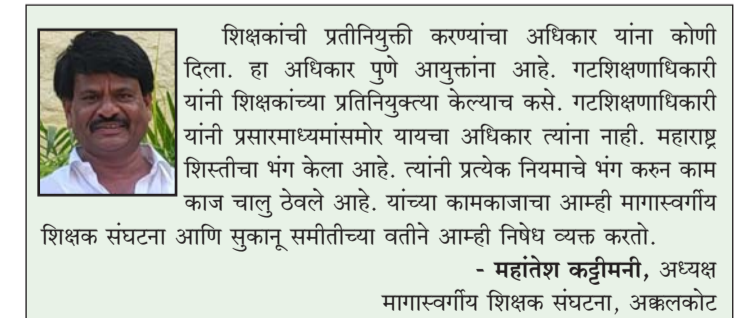 शिक्षकांची प्रतीनियुक्ती करण्यांचा अधिकार यांना कोणी
दिला. हा अधिकार पुणे आयुक्तांना आहे. गटशिक्षणाधिकारी
यांनी शिक्षकांच्या प्रतिनियुक्त्या केल्याच कसे. गटशिक्षणाधिकारी
यांनी प्रसारमाध्यमांसमोर यायचा अधिकार त्यांना नाही. महाराष्ट्र
शिस्तीचा भंग केला आहे. त्यांनी प्रत्येक नियमाचे भंग करुन काम
काज चालु ठेवले आहे. यांच्या कामकाजाचा आम्ही मागास्वर्गीय
शिक्षक संघटना आणि सुकानू समीतीच्या वतीने आम्ही निषेध व्यक्त करतो.
- महांतेश कट्टीमनी, अध्यक्ष
मागास्वर्गीय शिक्षक संघटना, अक्कलकोट